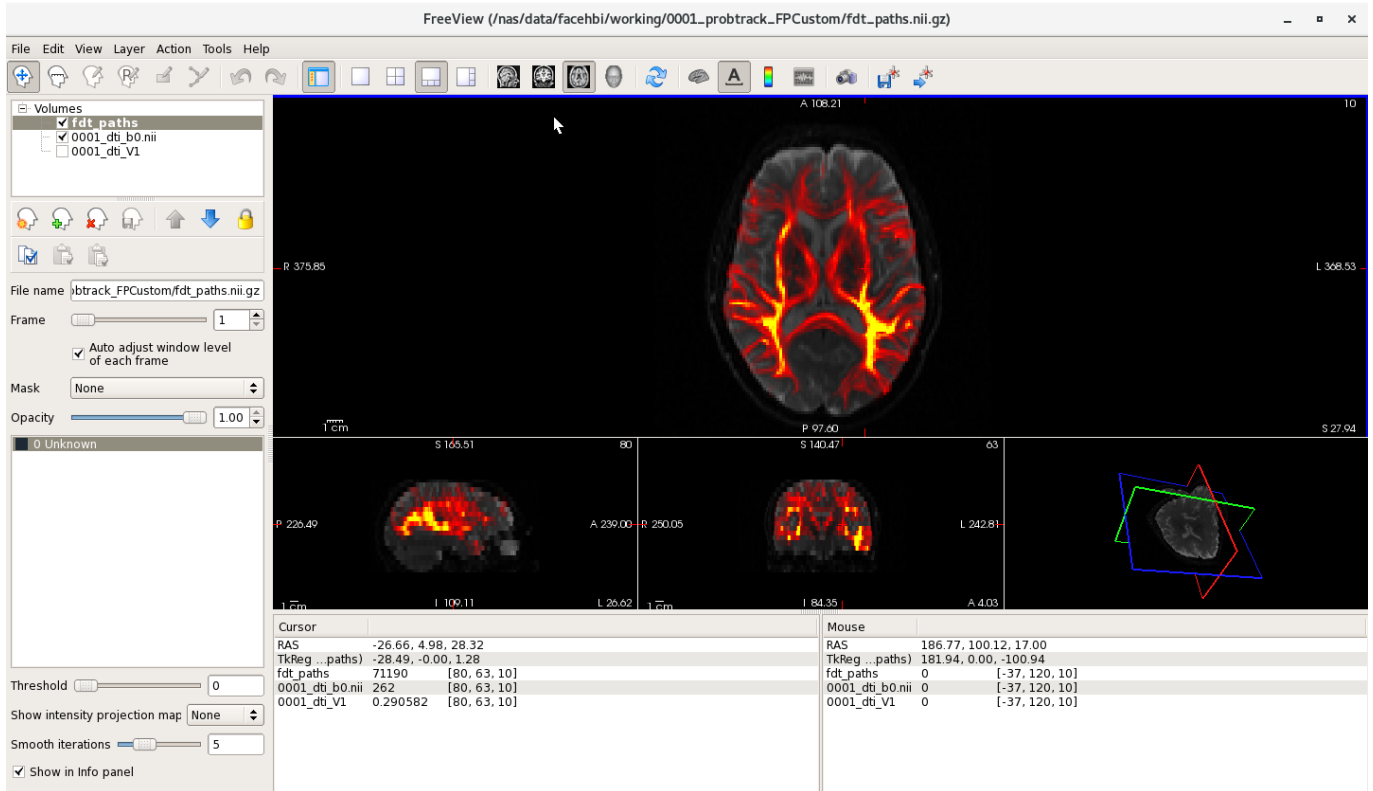 FreeView (/nas/data/facehbi/working/0001_probtrack_FPCustom/fdt_paths.nii.gz)
File Edit View Layer Action Tools Help
Volumes
fdt_paths
0001_dti_b0.nii
0001_dti_V1
File name obtrack_FPCustom/fdt_paths.nii.gz
Frame 1
Auto adjust window level
of each frame
Mask None
Opacity 1.00
0 Unknown
Threshold 0
Show intensity projection map None
Smooth iterations 5
Show in Info panel
A 108.21 10
R 375.85 L 368.53
1 cm P 97.60 S 27.94
S 165.51 80
P 226.49 A 239.00
1 cm I 109.11 L 26.62
S 140.47 63
R 250.05 L 242.81
1 cm I 84.35 A 4.03
Cursor
RAS -26.66, 4.98, 28.32
TkReg ...paths) -28.49, -0.00, 1.28
fdt_paths 71190 [80, 63, 10]
0001_dti_b0.nii 262 [80, 63, 10]
0001_dti_V1 0.290582 [80, 63, 10]
Mouse
RAS 186.77, 100.12, 17.00
TkReg ...paths) 181.94, 0.00, -100.94
fdt_paths 0 [-37, 120, 10]
0001_dti_b0.nii 0 [-37, 120, 10]
0001_dti_V1 0 [-37, 120, 10]